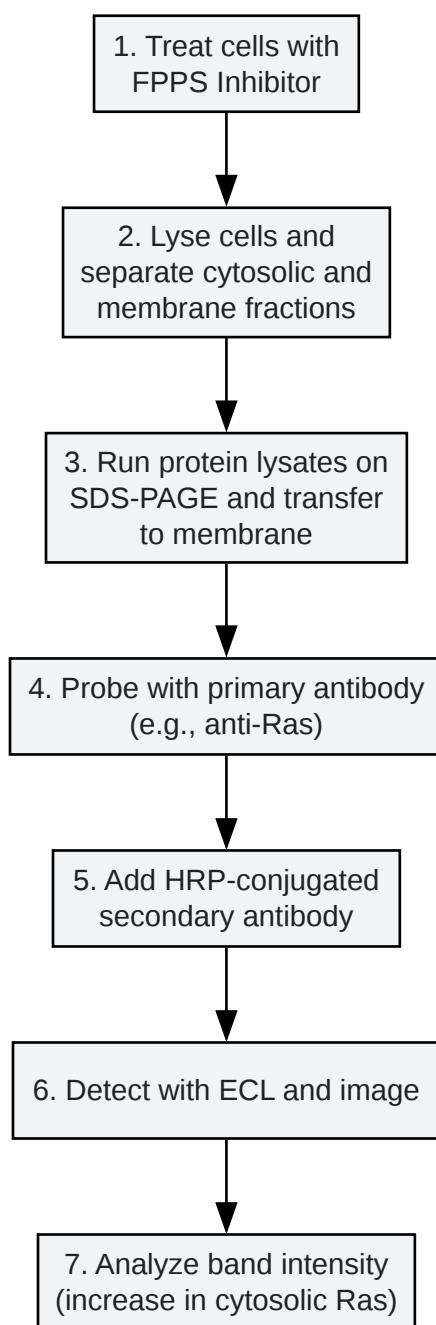 1. Treat cells with
FPPS Inhibitor
2. Lyse cells and
separate cytosolic and
membrane fractions
3. Run protein lysates on
SDS-PAGE and transfer
to membrane
4. Probe with primary antibody
(e.g., anti-Ras)
5. Add HRP-conjugated
secondary antibody
6. Detect with ECL and image
7. Analyze band intensity
(increase in cytosolic Ras)